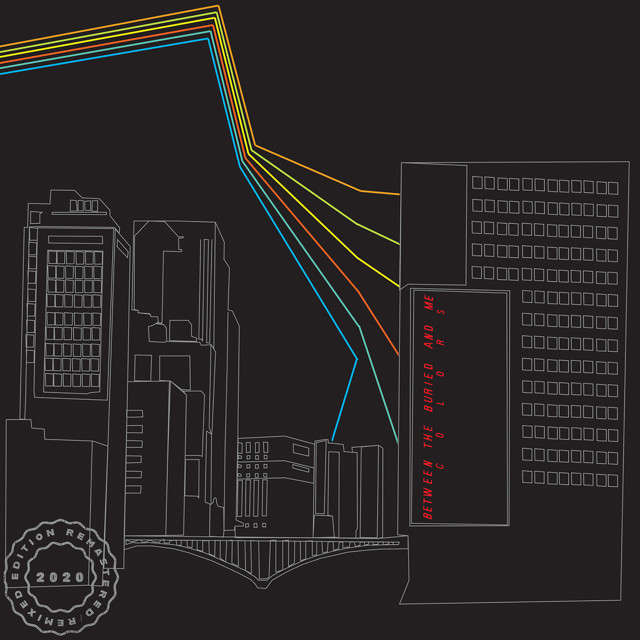 BETWEEN THE BURIED AND ME
COLORS
EDITION REMASTERED/REMIXED
2020